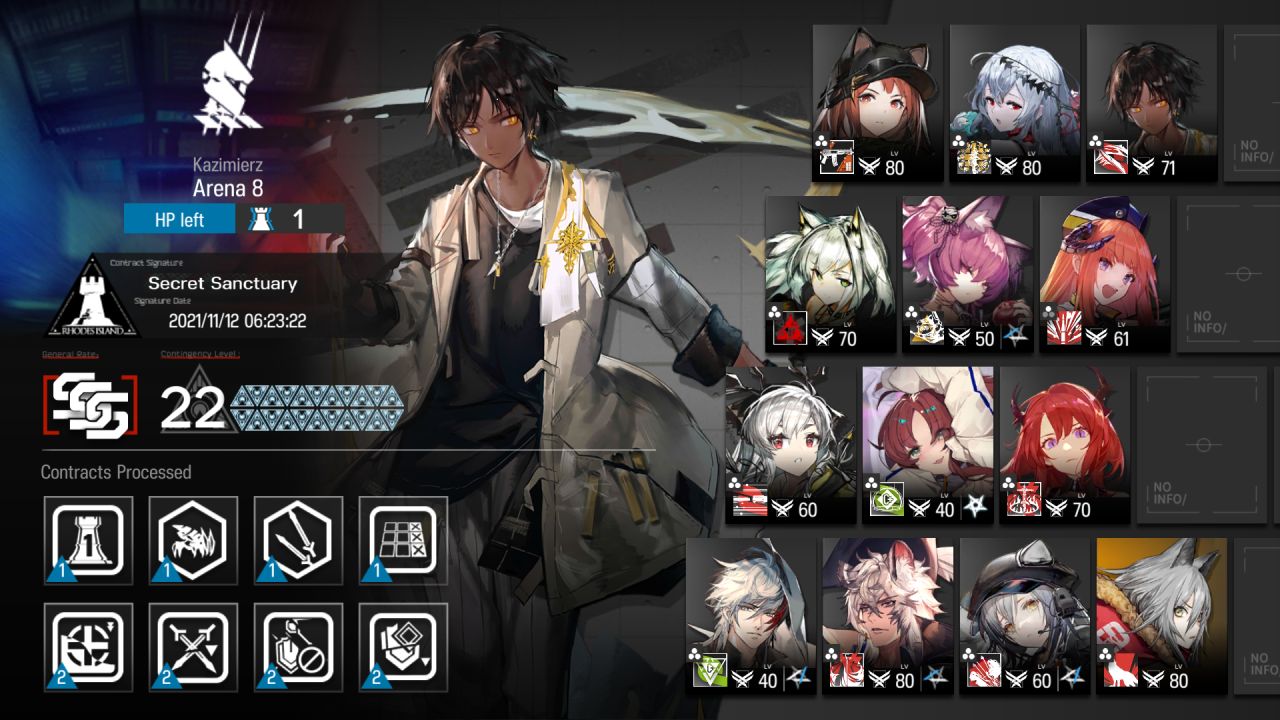 Kazimierz
Arena 8
HP left 1
Contract Signature
Secret Sanctuary
Signature Date
2021/11/12 06:23:22
RHODES ISLAND
General Rate:
Contingency Level:
22
Contracts Processed
1
1
1
1
1
2
2
2
2
LV
80
LV
80
LV
71
NO
INFO/
LV
70
LV
50
LV
61
NO
INFO/
LV
60
LV
40
LV
70
NO
INFO/
LV
40
LV
80
LV
60
LV
80
NO
INFO